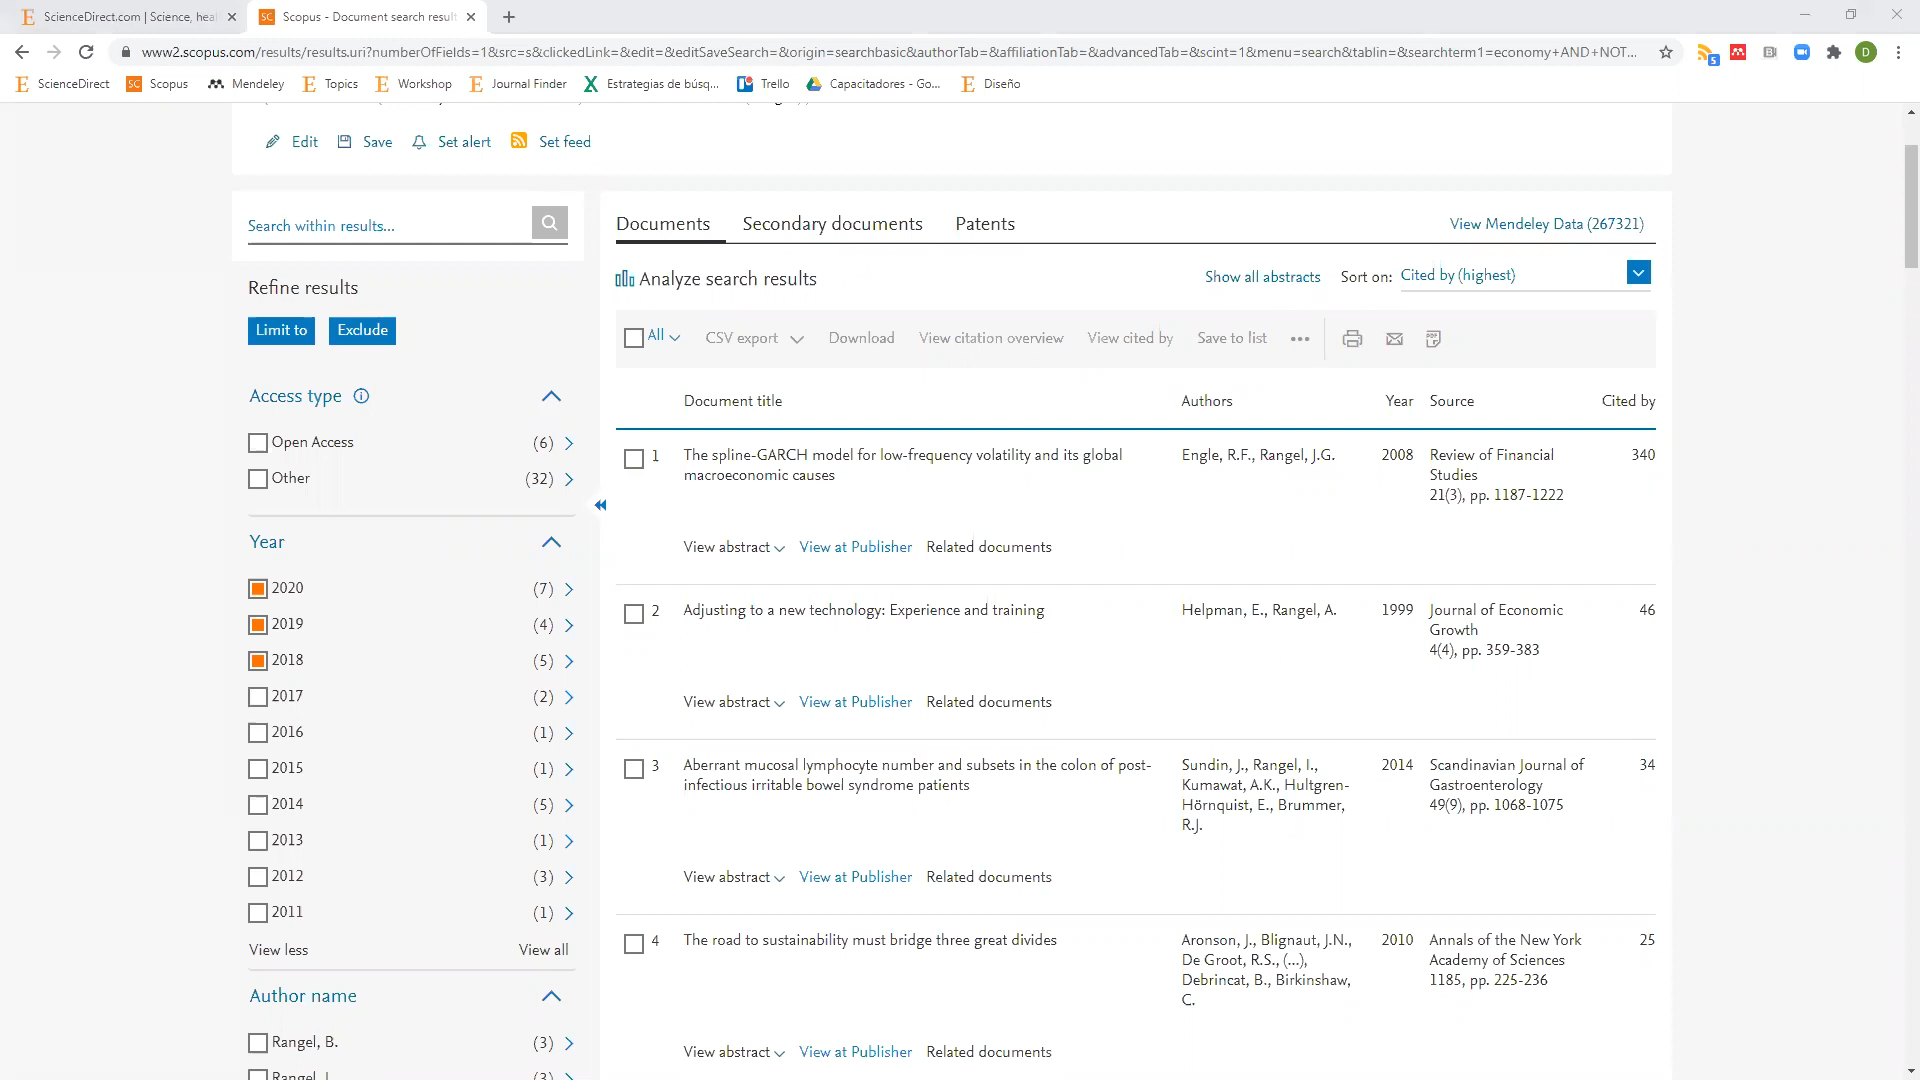 ScienceDirect.com | Science, heal
Scopus - Document search result
www2.scopus.com/results/results.uri?numberOfFields=1&src=s&clickedLink=&edit=&editSaveSearch=&origin=searchbasic&authorTab=&affiliationTab=&advancedTab=&scint=1&menu=search&tablin=&searchterm1=economy+AND+NOT...
5
D
ScienceDirect
SC Scopus
Mendeley
Topics
Workshop
Journal Finder
Estrategias de búsq...
Trello
Capacitadores - Go...
Diseño
Edit
Save
Set alert
Set feed
Search within results...
Documents
Secondary documents
Patents
View Mendeley Data (267321)
Refine results
Limit to
Exclude
Analyze search results
Show all abstracts
Sort on: Cited by (highest)
All
CSV export
Download
View citation overview
View cited by
Save to list
Access type
Open Access (6)
Other (32)
Year
2020 (7)
2019 (4)
2018 (5)
2017 (2)
2016 (1)
2015 (1)
2014 (5)
2013 (1)
2012 (3)
2011 (1)
View less
View all
Author name
Rangel, B. (3)
Document title
Authors
Year
Source
Cited by
1
The spline-GARCH model for low-frequency volatility and its global
macroeconomic causes
Engle, R.F., Rangel, J.G.
2008
Review of Financial
Studies
21(3), pp. 1187-1222
340
View abstract
View at Publisher
Related documents
2
Adjusting to a new technology: Experience and training
Helpman, E., Rangel, A.
1999
Journal of Economic
Growth
4(4), pp. 359-383
46
View abstract
View at Publisher
Related documents
3
Aberrant mucosal lymphocyte number and subsets in the colon of post-
infectious irritable bowel syndrome patients
Sundin, J., Rangel, I.,
Kumawat, A.K., Hultgren-
Hörnquist, E., Brummer,
R.J.
2014
Scandinavian Journal of
Gastroenterology
49(9), pp. 1068-1075
34
View abstract
View at Publisher
Related documents
4
The road to sustainability must bridge three great divides
Aronson, J., Blignaut, J.N.,
De Groot, R.S., (...),
Debrincat, B., Birkinshaw,
C.
2010
Annals of the New York
Academy of Sciences
1185, pp. 225-236
25
View abstract
View at Publisher
Related documents